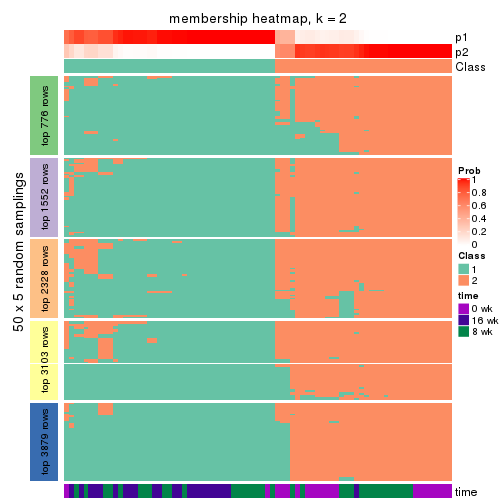 membership heatmap, k = 2
p1
p2
Class
50 x 5 random samplings
top 776 rows
top 1552 rows
top 2328 rows
top 3103 rows
top 3879 rows
time
Prob
1
0.8
0.6
0.4
0.2
0
Class
1
2
time
0 wk
16 wk
8 wk